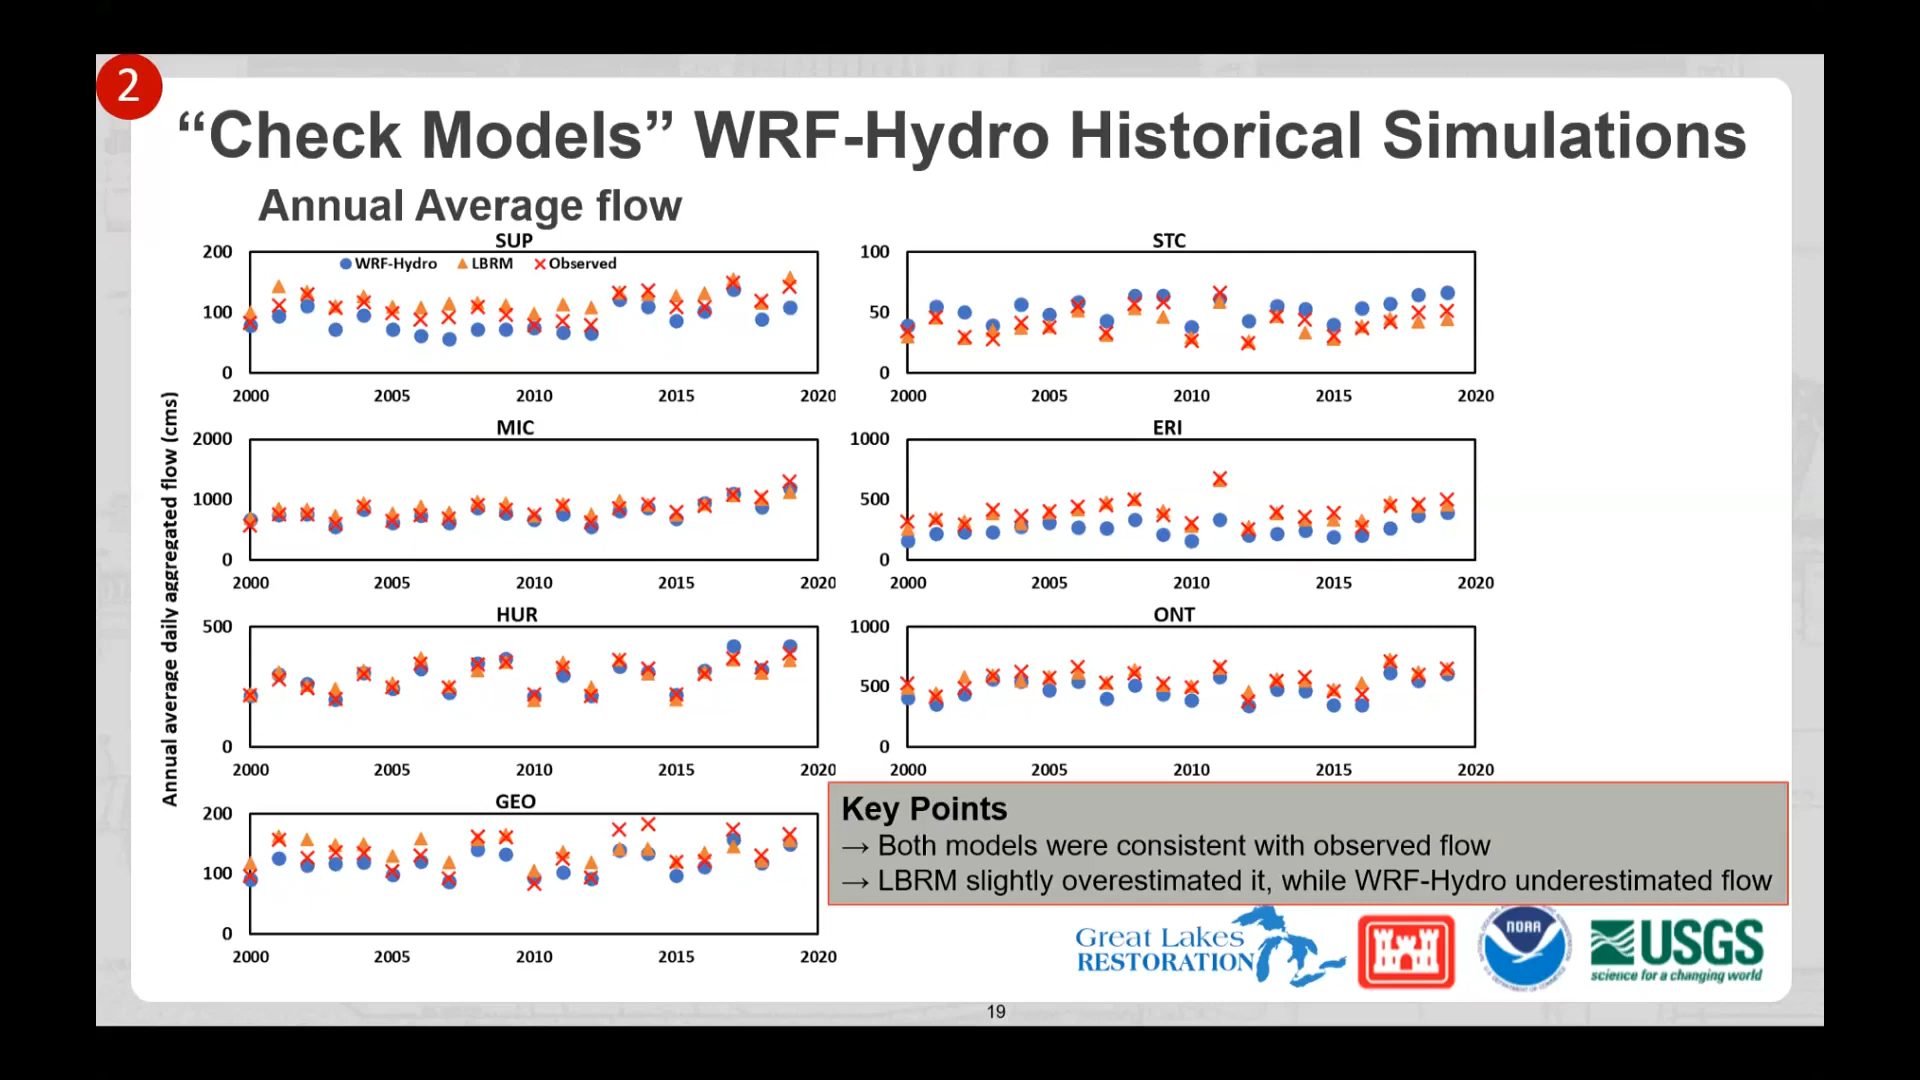 2
“Check Models” WRF-Hydro Historical Simulations
Annual Average flow
Annual average daily aggregated flow (cms)
SUP
WRF-Hydro LBRM Observed
200
100
0
2000 2005 2010 2015 2020
STC
100
50
0
2000 2005 2010 2015 2020
MIC
2000
1000
0
2000 2005 2010 2015 2020
ERI
1000
500
0
2000 2005 2010 2015 2020
HUR
500
0
2000 2005 2010 2015 2020
ONT
1000
500
0
2000 2005 2010 2015 2020
GEO
200
100
0
2000 2005 2010 2015 2020
Key Points
→ Both models were consistent with observed flow
→ LBRM slightly overestimated it, while WRF-Hydro underestimated flow
Great Lakes
RESTORATION
NOAA
USGS
science for a changing world
19